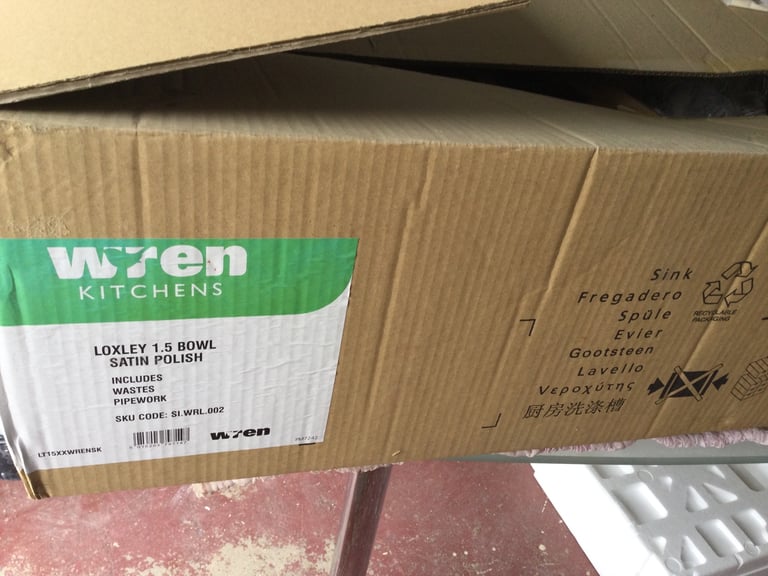 wren
KITCHENS
LOXLEY 1.5 BOWL
SATIN POLISH
INCLUDES
WASTES
PIPEWORK
SKU CODE: SI.WRL.002
wren
LT15XXWRENSK
Sink
Fregadero
Spüle
Evier
Gootsteen
Lavello
Νεροχύτης
厨房洗涤槽
RECYCLABLE
PACKAGING